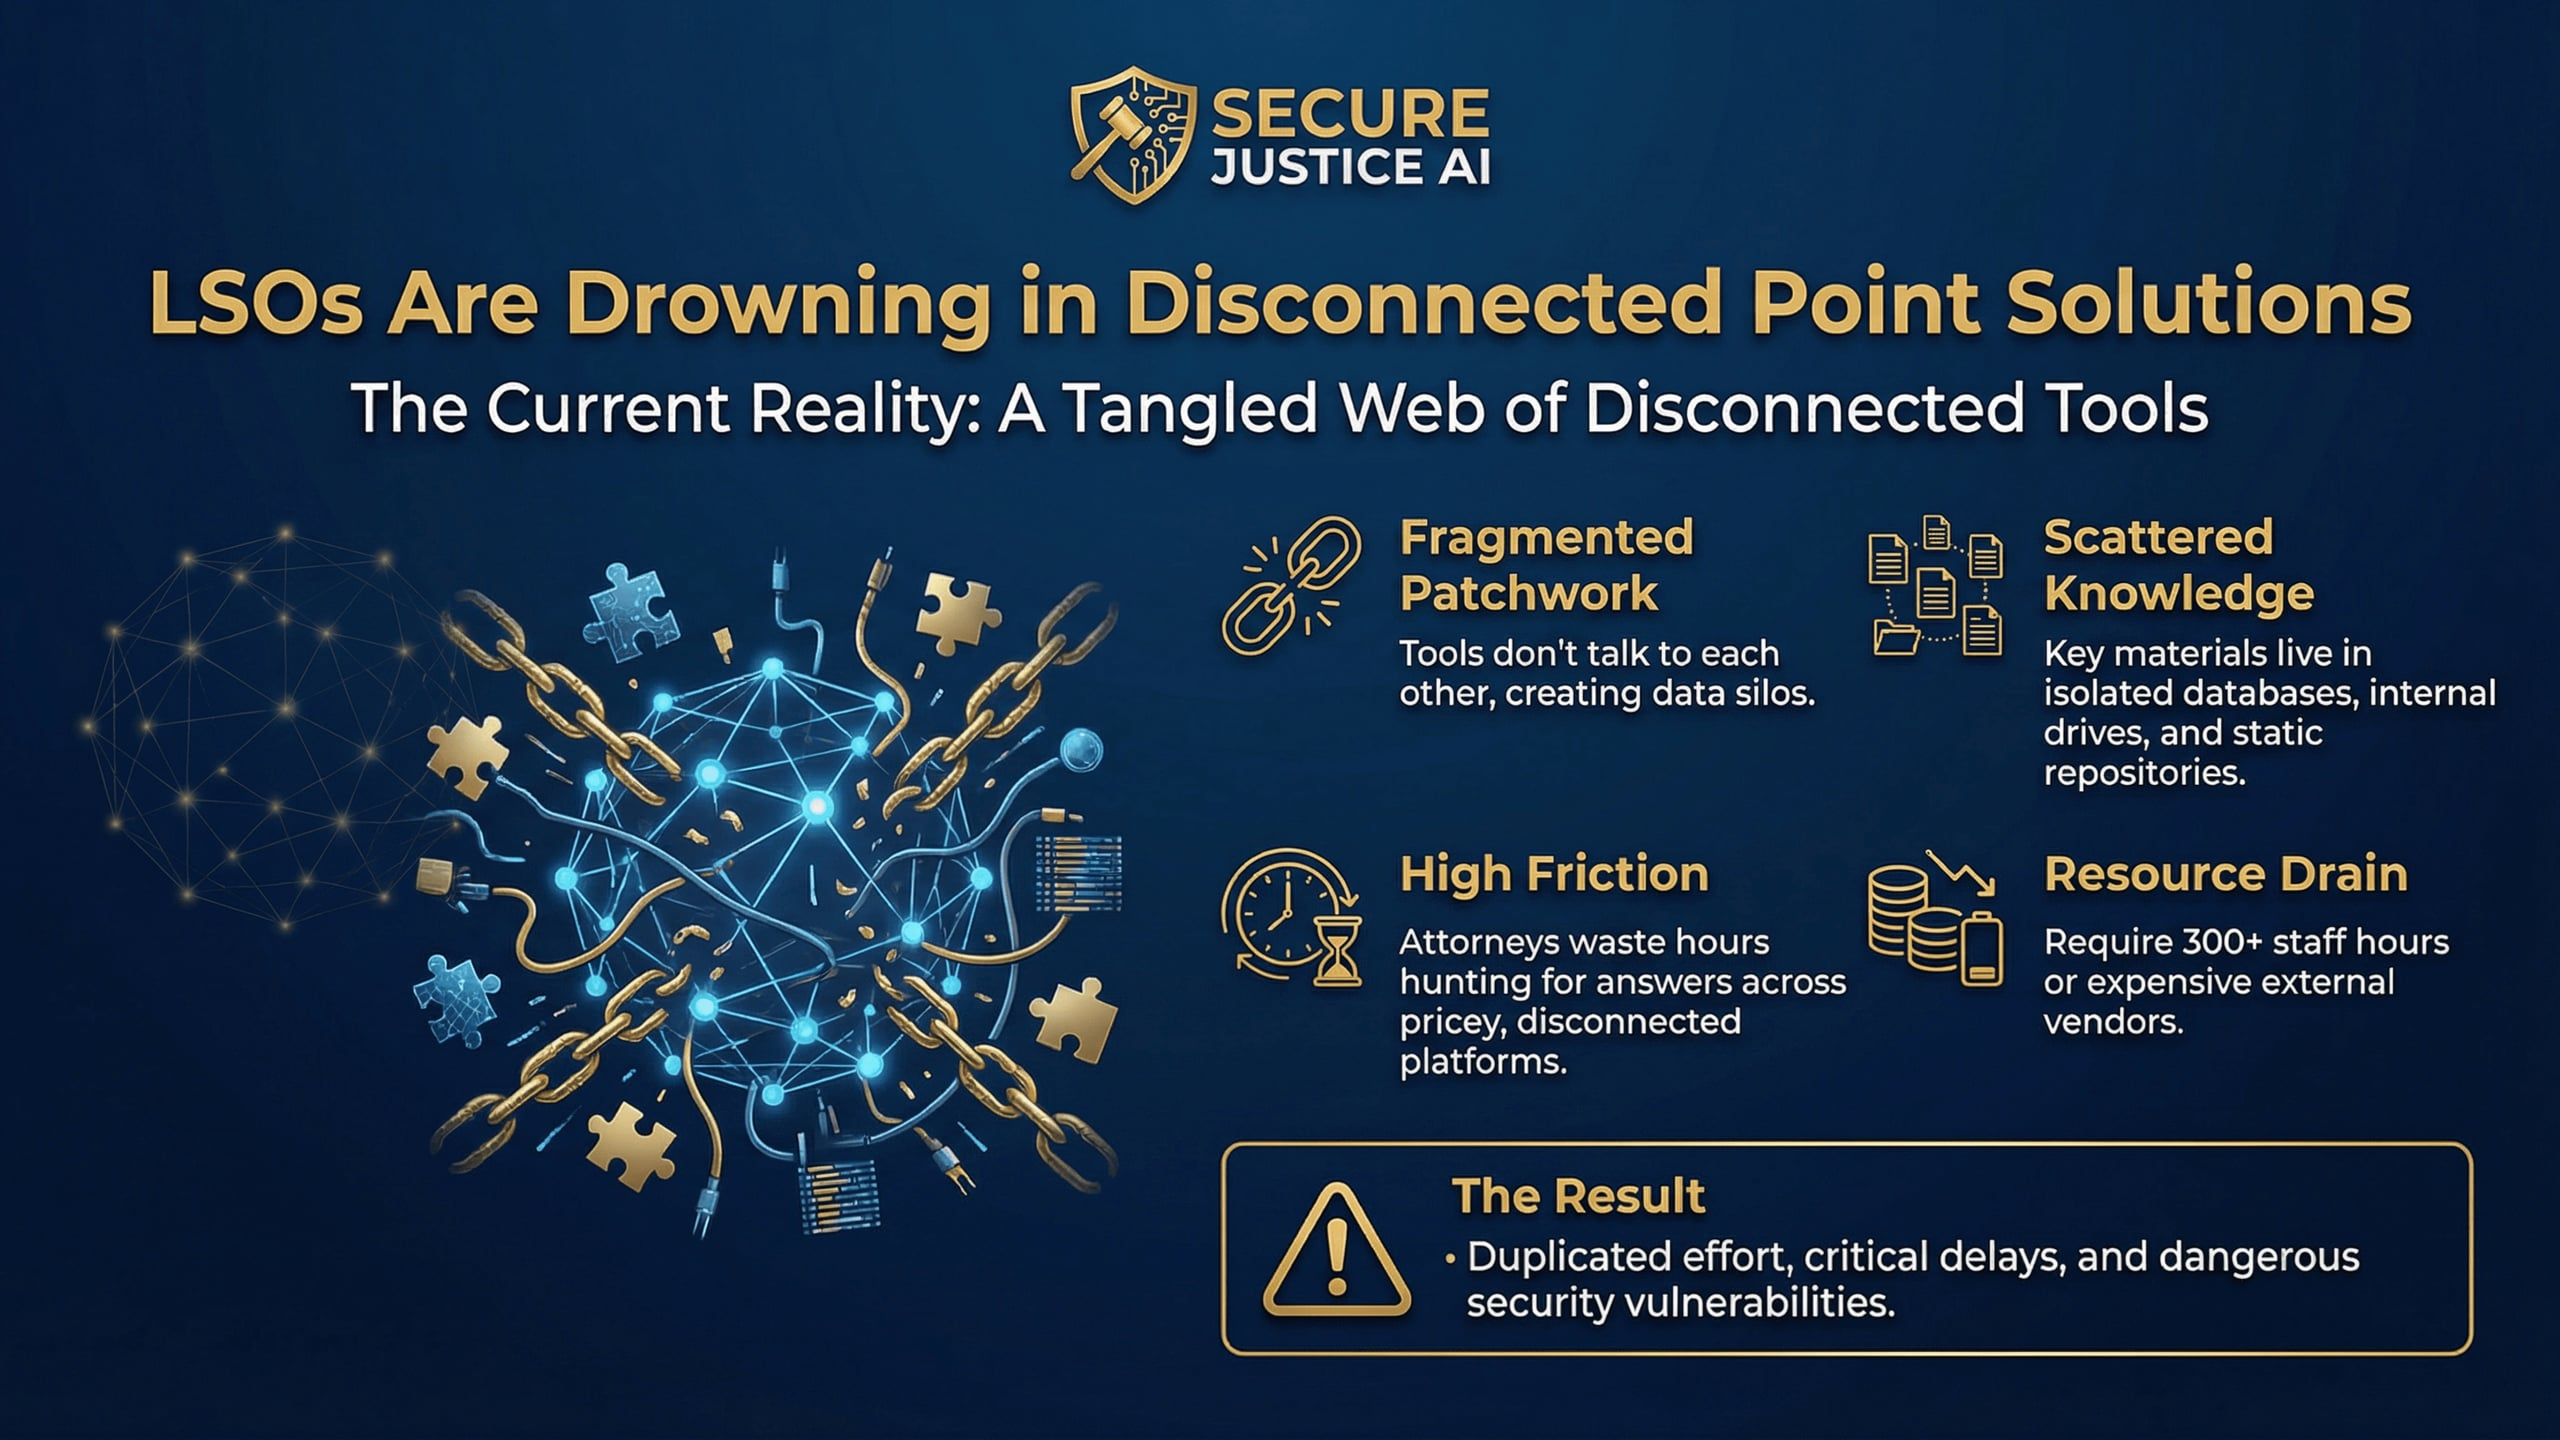 SECURE
JUSTICE AI
LSOs Are Drowning in Disconnected Point Solutions
The Current Reality: A Tangled Web of Disconnected Tools
Fragmented
Patchwork
Tools don't talk to each
other, creating data silos.
Scattered
Knowledge
Key materials live in
isolated databases, internal
drives, and static
repositories.
High Friction
Attorneys waste hours
hunting for answers across
pricey, disconnected
platforms.
Resource Drain
Require 300+ staff hours
or expensive external
vendors.
The Result
• Duplicated effort, critical delays, and dangerous
security vulnerabilities.